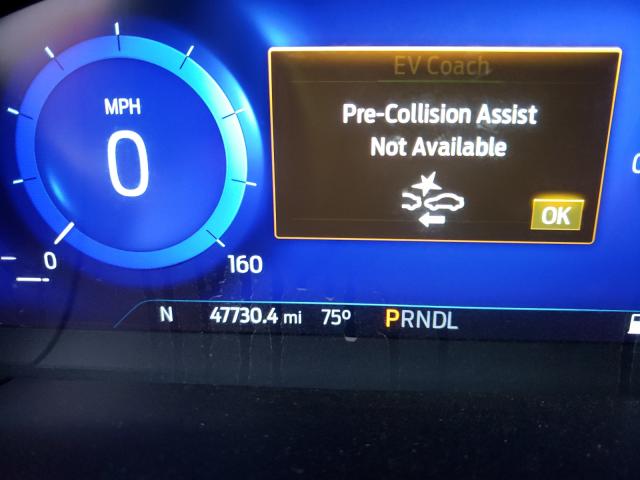 EV Coach
Pre-Collision Assist
Not Available
OK
MPH
0
0
160
N 47730.4 mi 75° PRNDL